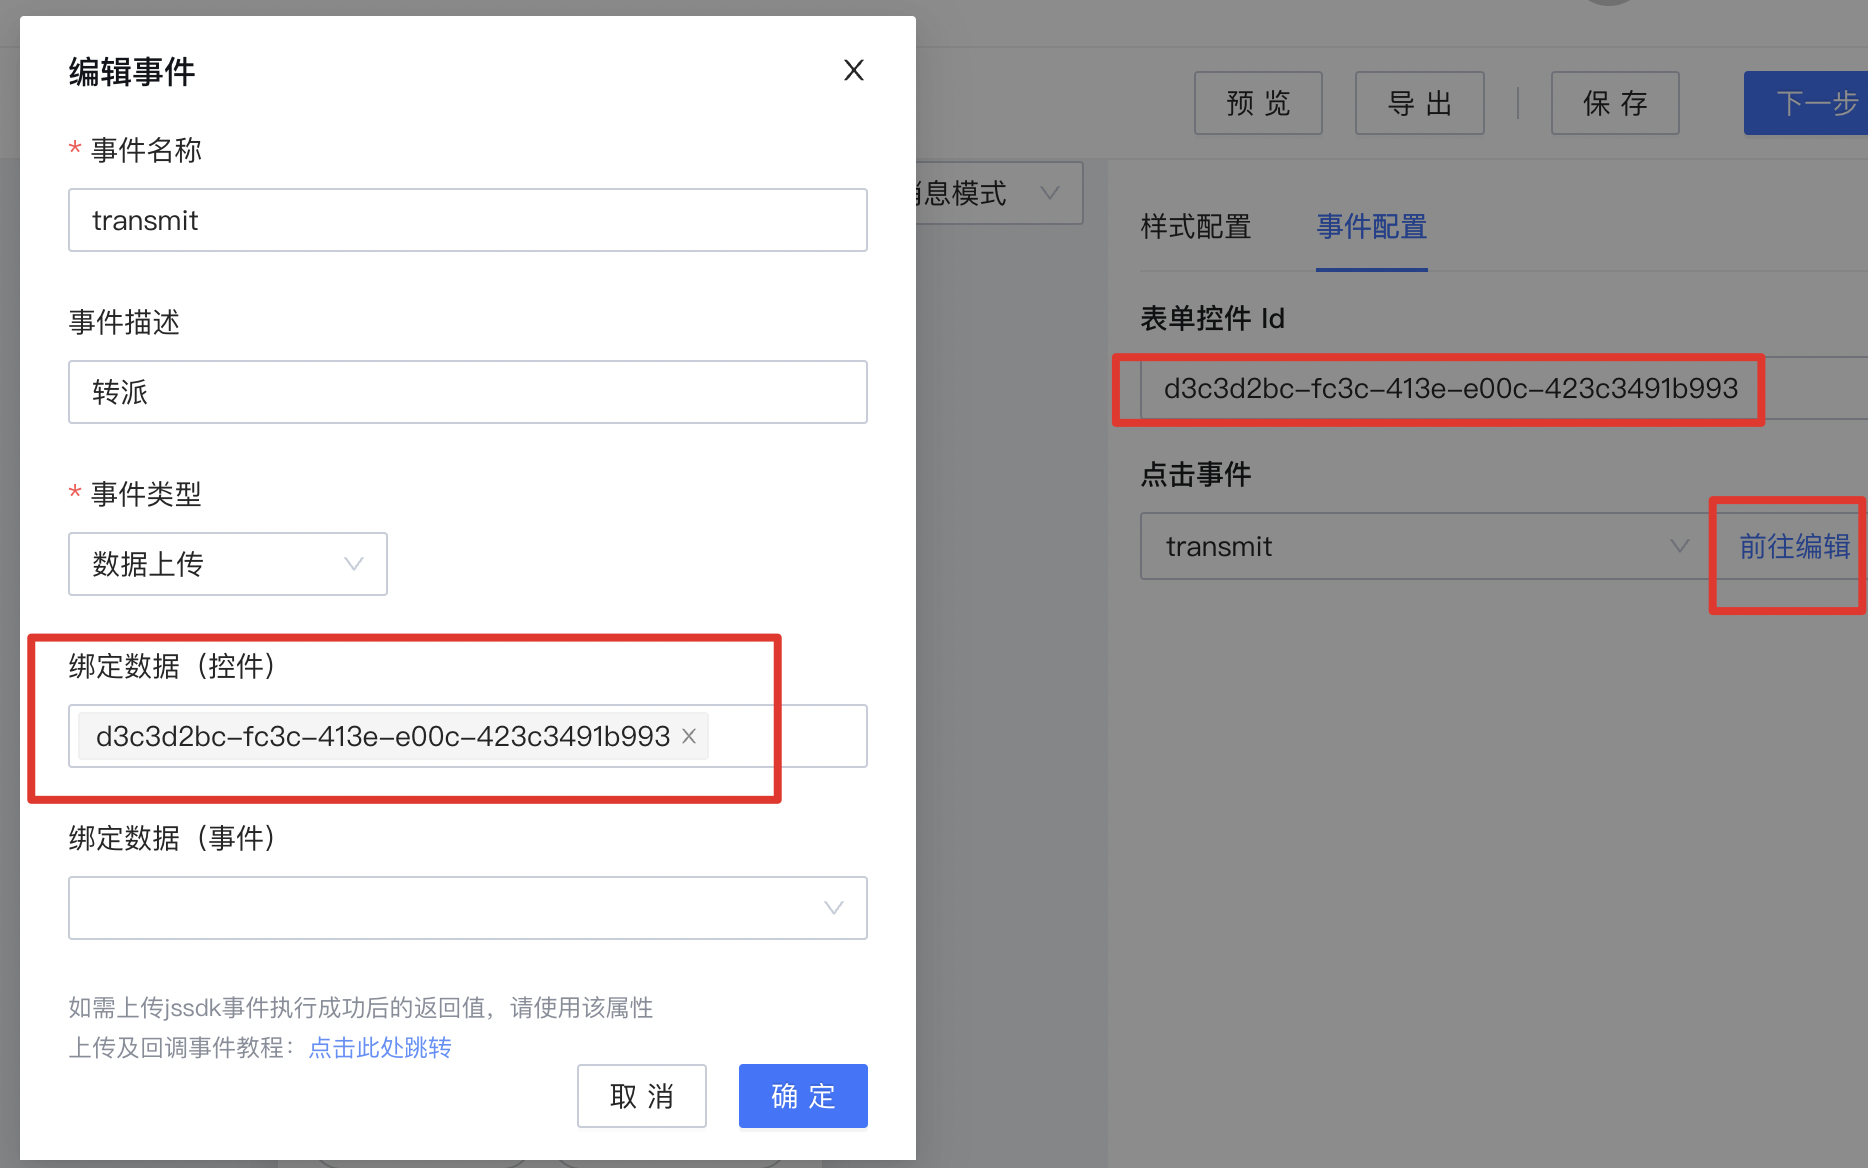 编辑事件
* 事件名称
transmit
事件描述
转派
* 事件类型
数据上传
绑定数据（控件）
d3c3d2bc-fc3c-413e-e00c-423c3491b993
绑定数据（事件）
如需上传jssdk事件执行成功后的返回值，请使用该属性
上传及回调事件教程：点击此处跳转
取 消
确 定
预 览
导 出
保 存
下一步
息模式
样式配置
事件配置
表单控件 Id
d3c3d2bc-fc3c-413e-e00c-423c3491b993
点击事件
transmit
前往编辑